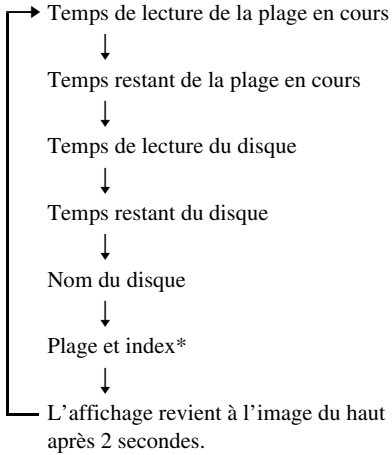 Temps de lecture de la plage en cours
Temps restant de la plage en cours
Temps de lecture du disque
Temps restant du disque
Nom du disque
Plage et index*
L’affichage revient à l’image du haut
après 2 secondes.